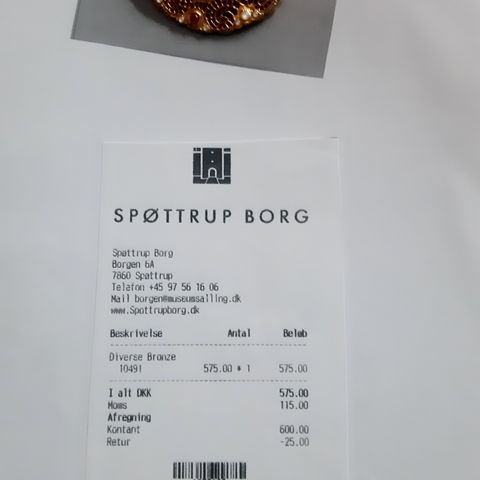 SPØTTRUP BORG
Spøttrup Borg
Borgen 6A
7860 Spøttrup
Telefon +45 97 56 16 06
Mail borgen@museumsalling.dk
www.Spottrupborg.dk
Beskrivelse Antal Beløb
Diverse Bronze
10491 575.00 * 1 575.00
I alt DKK 575.00
Moms 115.00
Afregning
Kontant 600.00
Retur -25.00